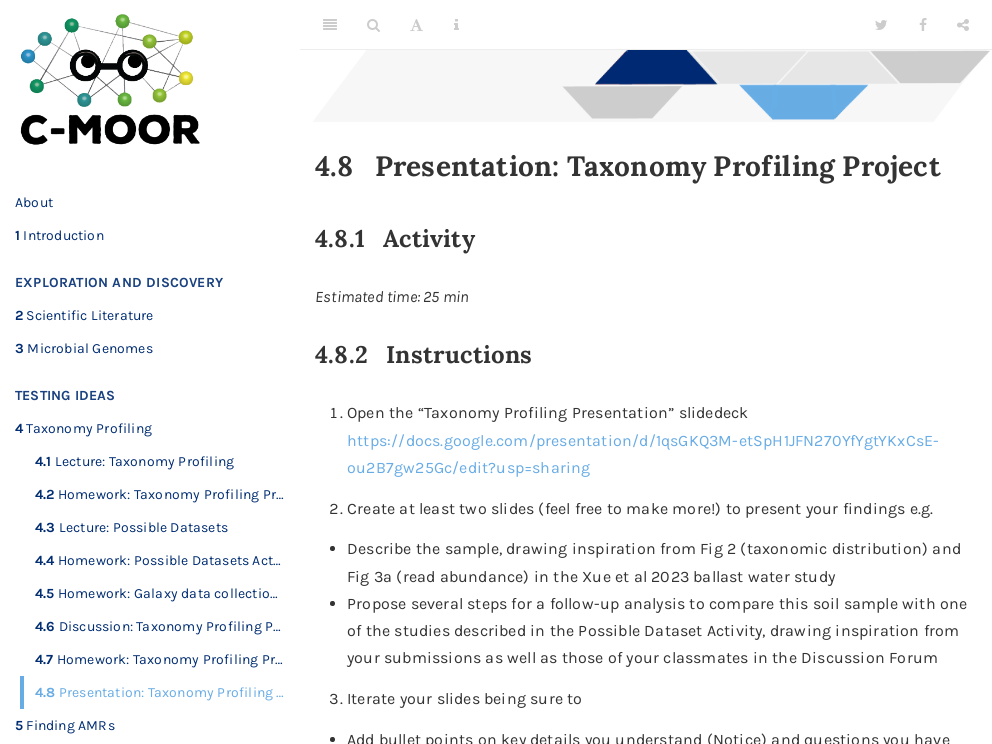 C-MOOR
About
1 Introduction
EXPLORATION AND DISCOVERY
2 Scientific Literature
3 Microbial Genomes
TESTING IDEAS
4 Taxonomy Profiling
4.1 Lecture: Taxonomy Profiling
4.2 Homework: Taxonomy Profiling Pr…
4.3 Lecture: Possible Datasets
4.4 Homework: Possible Datasets Act…
4.5 Homework: Galaxy data collectio…
4.6 Discussion: Taxonomy Profiling P…
4.7 Homework: Taxonomy Profiling Pr…
4.8 Presentation: Taxonomy Profiling …
5 Finding AMRs
4.8 Presentation: Taxonomy Profiling Project
4.8.1 Activity
Estimated time: 25 min
4.8.2 Instructions
1. Open the “Taxonomy Profiling Presentation” slidedeck
https://docs.google.com/presentation/d/1qsGKQ3M-etSpH1JFN270YfYgtYKxCsE-
ou2B7gw25Gc/edit?usp=sharing
2. Create at least two slides (feel free to make more!) to present your findings e.g.
• Describe the sample, drawing inspiration from Fig 2 (taxonomic distribution) and
Fig 3a (read abundance) in the Xue et al 2023 ballast water study
• Propose several steps for a follow-up analysis to compare this soil sample with one
of the studies described in the Possible Dataset Activity, drawing inspiration from
your submissions as well as those of your classmates in the Discussion Forum
3. Iterate your slides being sure to
• Add bullet points on key details you understand (Notice) and questions you have